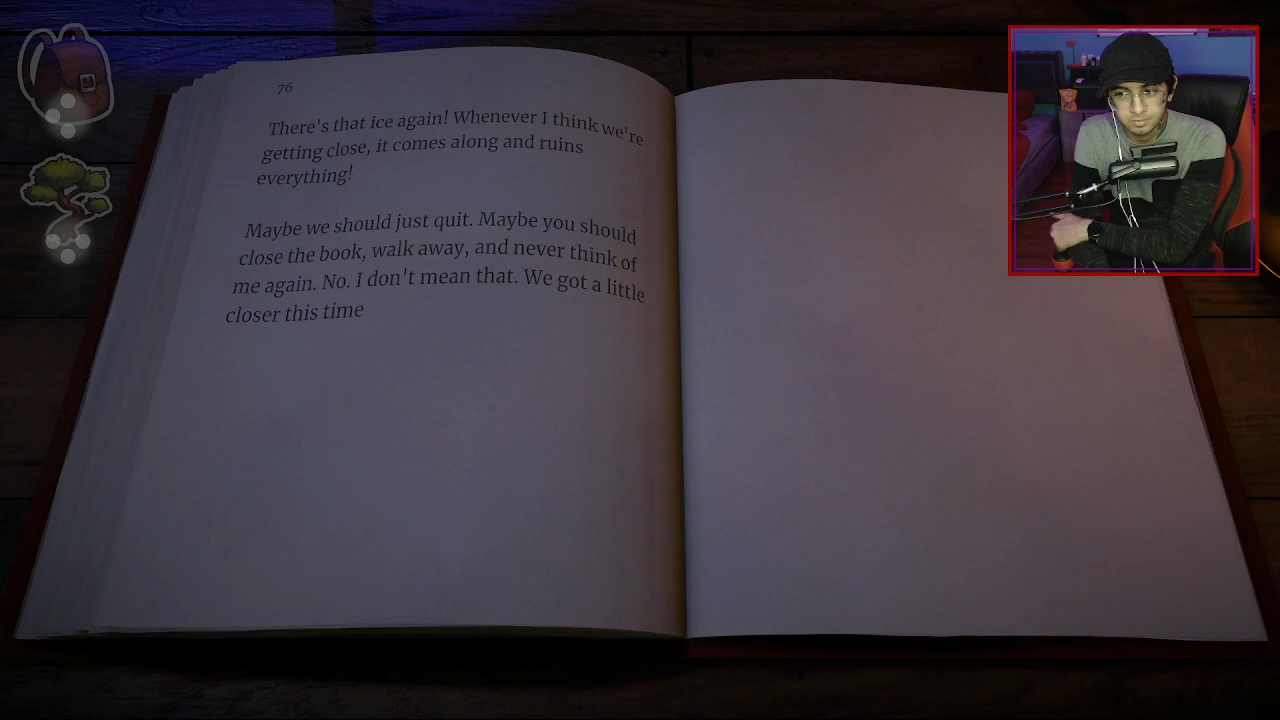 76
There's that ice again! Whenever I think we're
getting close, it comes along and ruins
everything!
Maybe we should just quit. Maybe you should
close the book, walk away, and never think of
me again. No. I don't mean that. We got a little
closer this time